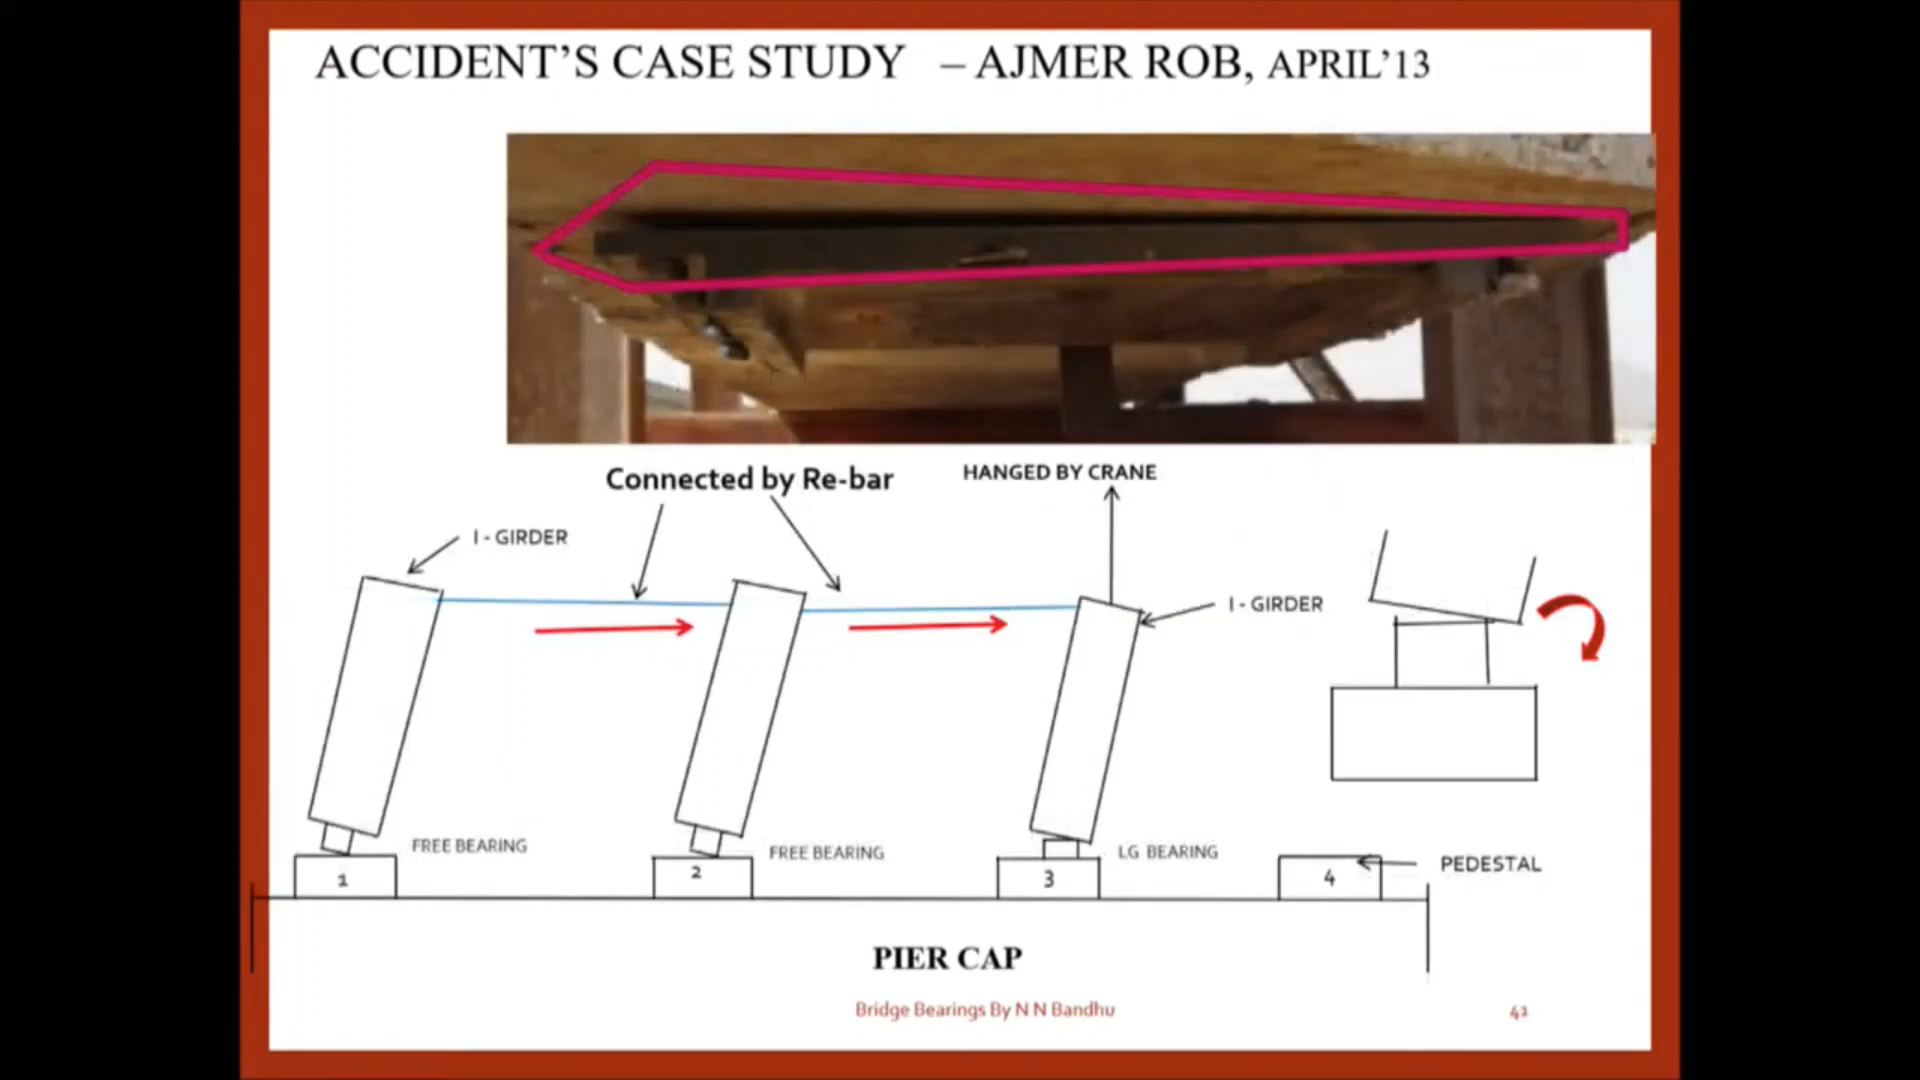 ACCIDENT'S CASE STUDY – AJMER ROB, APRIL'13
Connected by Re-bar
HANGED BY CRANE
I - GIRDER
I - GIRDER
FREE BEARING
FREE BEARING
LG BEARING
PEDESTAL
1
2
3
4
PIER CAP
Bridge Bearings By N N Bandhu
41